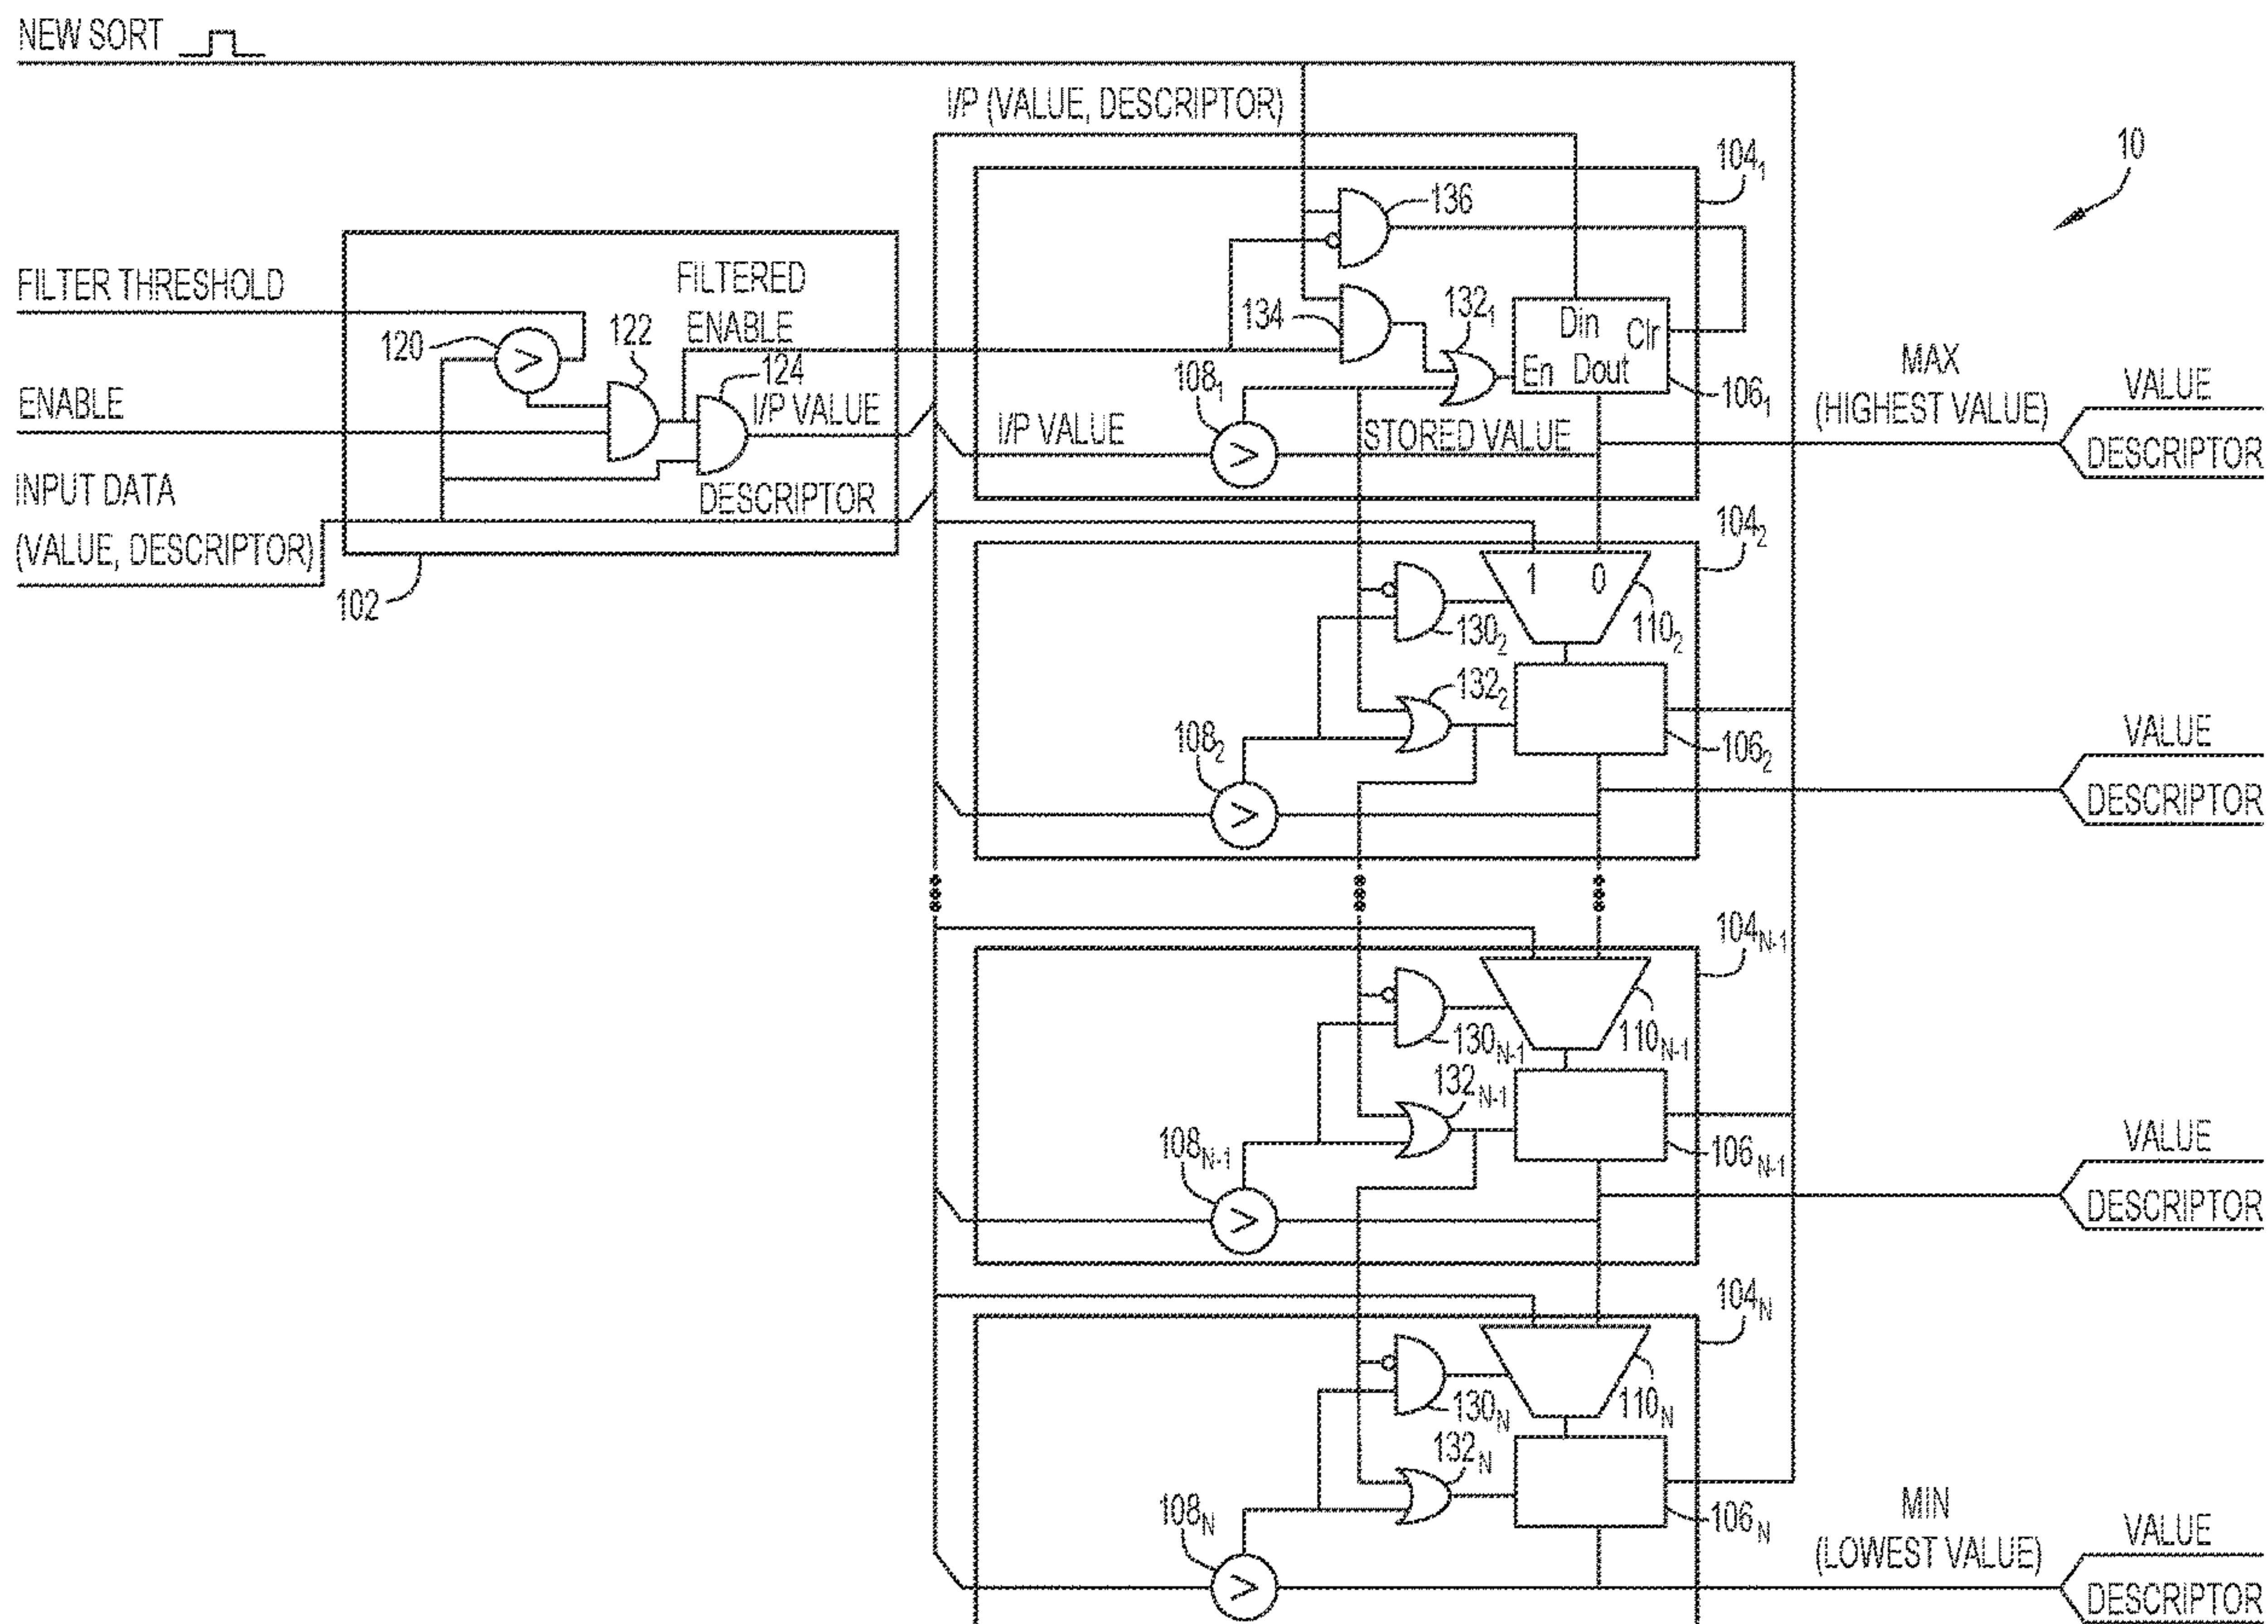 NEW SORT
I/P (VALUE, DESCRIPTOR)
104₁
10
136
FILTER THRESHOLD
FILTERED
ENABLE
120
122
124
134
132₁
Din
Clr
En
Dout
106₁
MAX
(HIGHEST VALUE)
VALUE
DESCRIPTOR
ENABLE
I/P VALUE
I/P VALUE
108₁
>
>
STORED VALUE
INPUT DATA
(VALUE, DESCRIPTOR)
DESCRIPTOR
102
104₂
1
0
130₂
110₂
132₂
108₂
>
106₂
VALUE
DESCRIPTOR
104N-1
130N-1
110N-1
132N-1
108N-1
>
106N-1
VALUE
DESCRIPTOR
104N
130N
110N
132N
108N
>
106N
MIN
(LOWEST VALUE)
VALUE
DESCRIPTOR